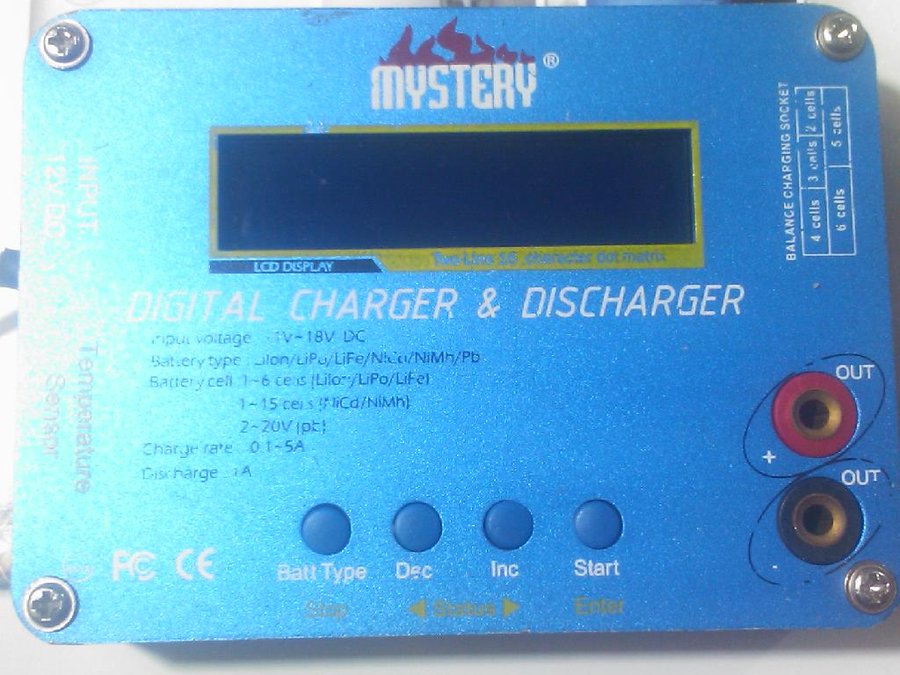 MYSTERY®
LCD DISPLAY
Two-Line 16 character dot matrix
DIGITAL CHARGER & DISCHARGER
Input voltage: 11V~18V DC
Battery type: LiIon/LiPo/LiFe/NiCd/NiMh/Pb
Battery cell: 1~6 cells (LiIon/LiPo/LiFe)
1~15 cells (NiCd/NiMh)
2~20V (pb)
Charge rate: 0.1~5A
Discharge: 1A
INPUT
12V DC
Temperature
Sensor
BALANCE CHARGING SOCKET
4 cells 3 cells 2 cells
6 cells 5 cells
OUT
+
OUT
-
FC CE
Batt Type Dec Inc Start
Stop ◀ Status ▶ Enter